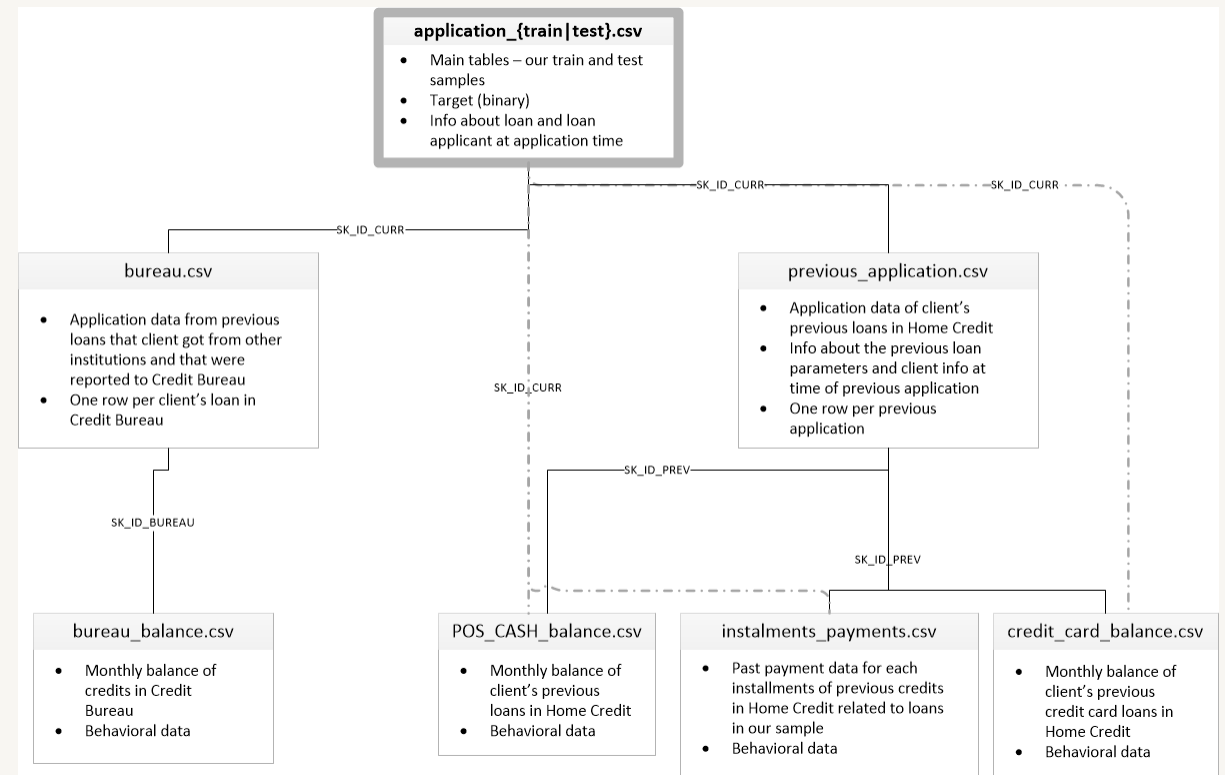 application_{train|test}.csv
• Main tables – our train and test
samples
• Target (binary)
• Info about loan and loan
applicant at application time
SK_ID_CURR
SK_ID_CURR
SK_ID_CURR
bureau.csv
• Application data from previous
loans that client got from other
institutions and that were
reported to Credit Bureau
• One row per client's loan in
Credit Bureau
previous_application.csv
• Application data of client's
previous loans in Home Credit
• Info about the previous loan
parameters and client info at
time of previous application
• One row per previous
application
SK_ID_CURR
SK_ID_PREV
SK_ID_BUREAU
SK_ID_PREV
bureau_balance.csv
• Monthly balance of
credits in Credit
Bureau
• Behavioral data
POS_CASH_balance.csv
• Monthly balance of
client's previous
loans in Home Credit
• Behavioral data
instalments_payments.csv
• Past payment data for each
installments of previous credits
in Home Credit related to loans
in our sample
• Behavioral data
credit_card_balance.csv
• Monthly balance of
client's previous
credit card loans in
Home Credit
• Behavioral data